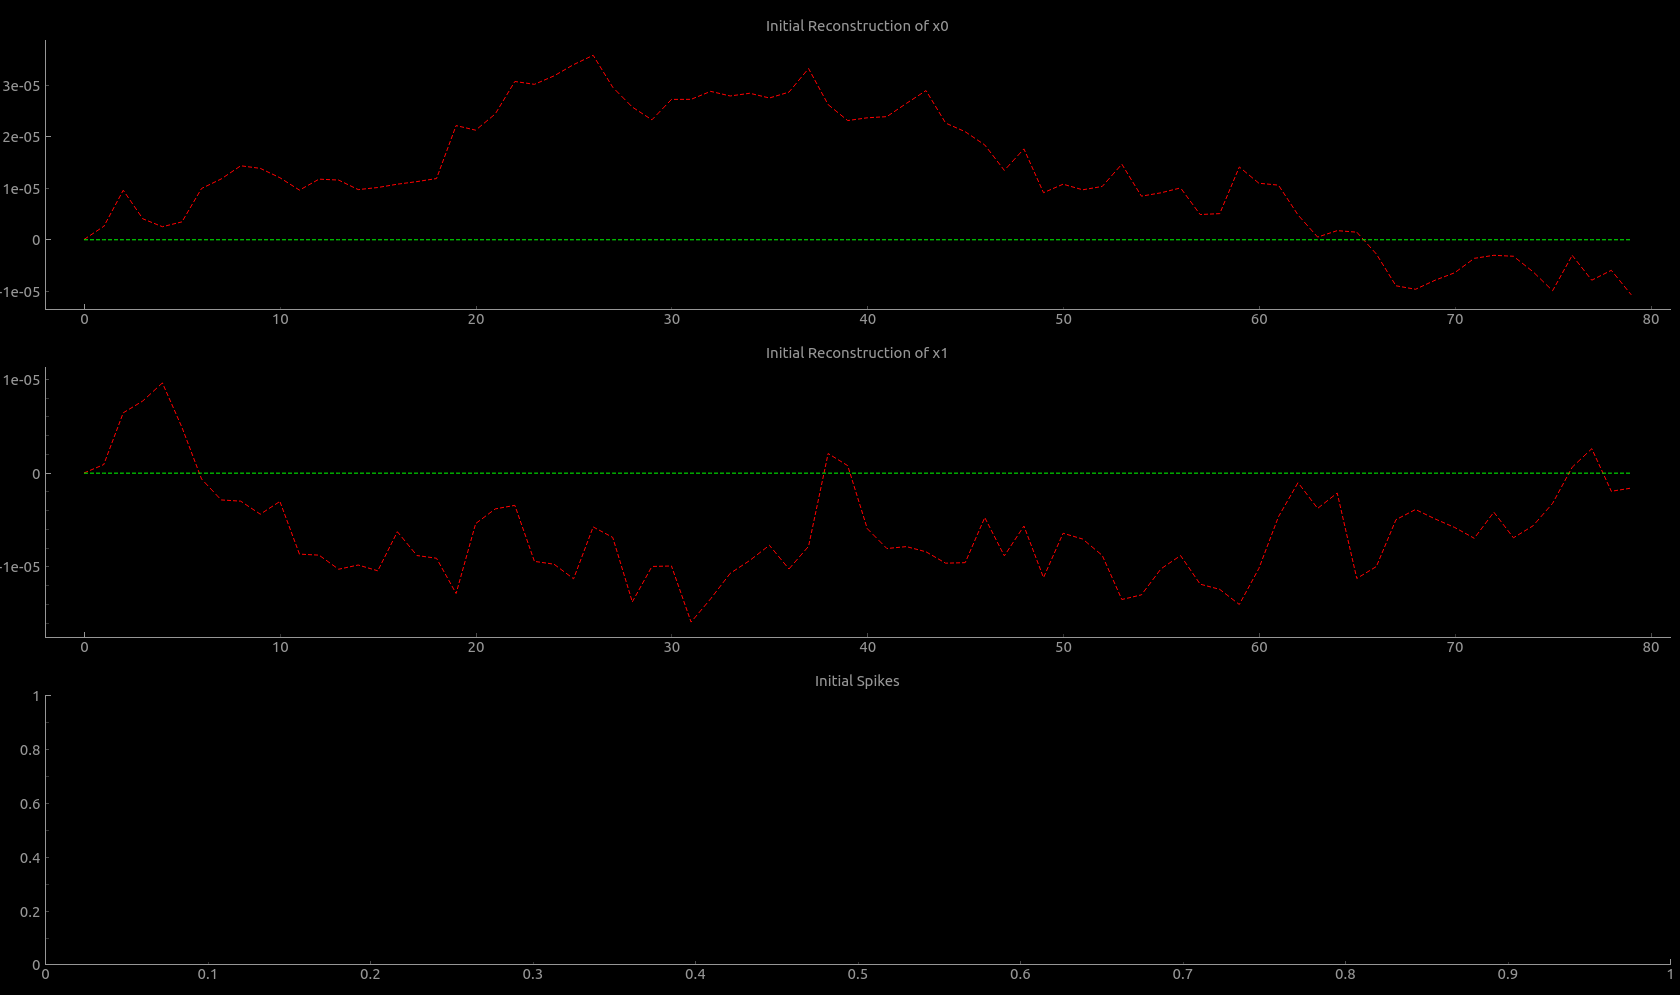 Initial Reconstruction of x0
3e-05
2e-05
1e-05
0
-1e-05
0 10 20 30 40 50 60 70 80
Initial Reconstruction of x1
1e-05
0
-1e-05
0 10 20 30 40 50 60 70 80
Initial Spikes
1
0.8
0.6
0.4
0.2
0
0 0.1 0.2 0.3 0.4 0.5 0.6 0.7 0.8 0.9 1